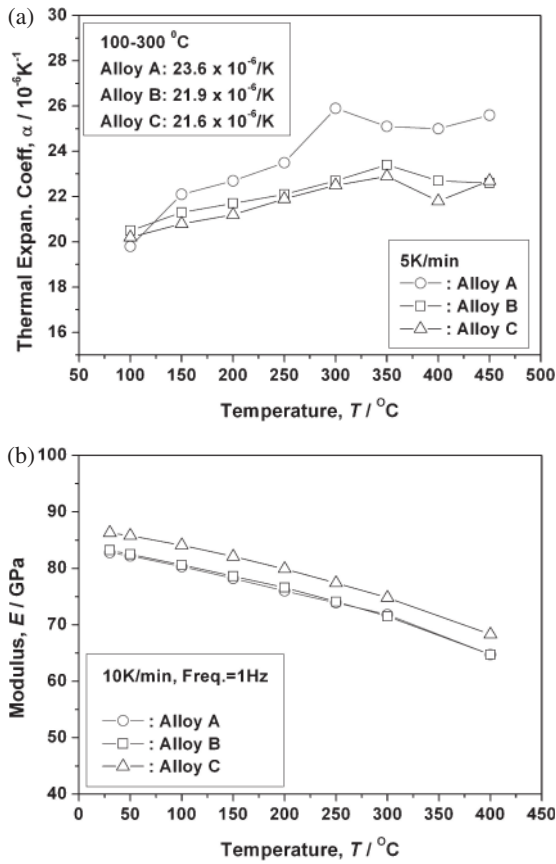 (a)
100-300 ⁰C
Alloy A: 23.6 x 10⁻⁶/K
Alloy B: 21.9 x 10⁻⁶/K
Alloy C: 21.6 x 10⁻⁶/K
Thermal Expan. Coeff, α / 10⁻⁶K⁻¹
28
26
24
22
20
18
16
5K/min
: Alloy A
: Alloy B
: Alloy C
50 100 150 200 250 300 350 400 450 500
Temperature, T / ᴼC
(b)
Modulus, E / GPa
100
90
80
70
60
50
40
10K/min, Freq.=1Hz
: Alloy A
: Alloy B
: Alloy C
0 50 100 150 200 250 300 350 400 450
Temperature, T / ᴼC